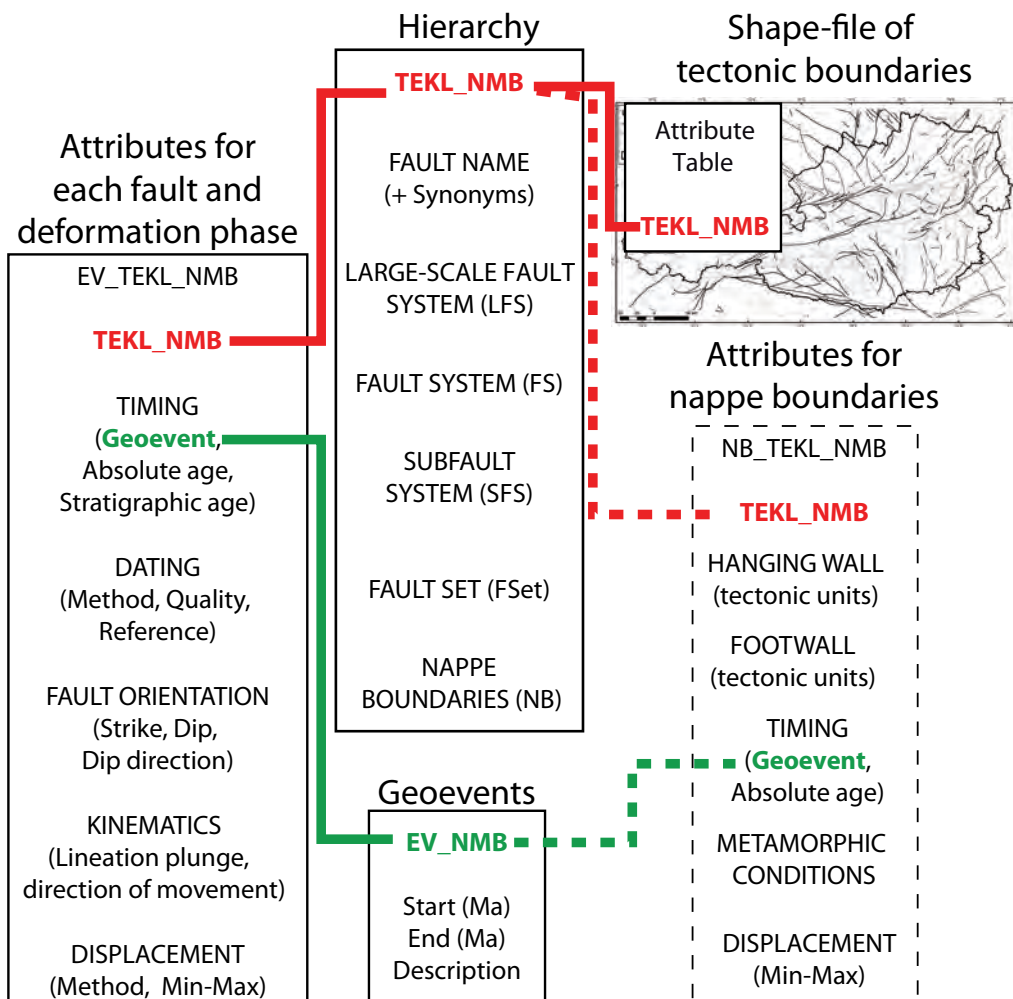 Hierarchy
TEKL_NMB
FAULT NAME
(+ Synonyms)
LARGE-SCALE FAULT
SYSTEM (LFS)
FAULT SYSTEM (FS)
SUBFAULT
SYSTEM (SFS)
FAULT SET (FSet)
NAPPE
BOUNDARIES (NB)
Shape-file of
tectonic boundaries
Attribute
Table
TEKL_NMB
Attributes for
each fault and
deformation phase
EV_TEKL_NMB
TEKL_NMB
TIMING
(Geoevent,
Absolute age,
Stratigraphic age)
DATING
(Method, Quality,
Reference)
FAULT ORIENTATION
(Strike, Dip,
Dip direction)
KINEMATICS
(Lineation plunge,
direction of movement)
DISPLACEMENT
(Method, Min-Max)
Geoevents
EV_NMB
Start (Ma)
End (Ma)
Description
Attributes for
nappe boundaries
NB_TEKL_NMB
TEKL_NMB
HANGING WALL
(tectonic units)
FOOTWALL
(tectonic units)
TIMING
(Geoevent,
Absolute age)
METAMORPHIC
CONDITIONS
DISPLACEMENT
(Min-Max)